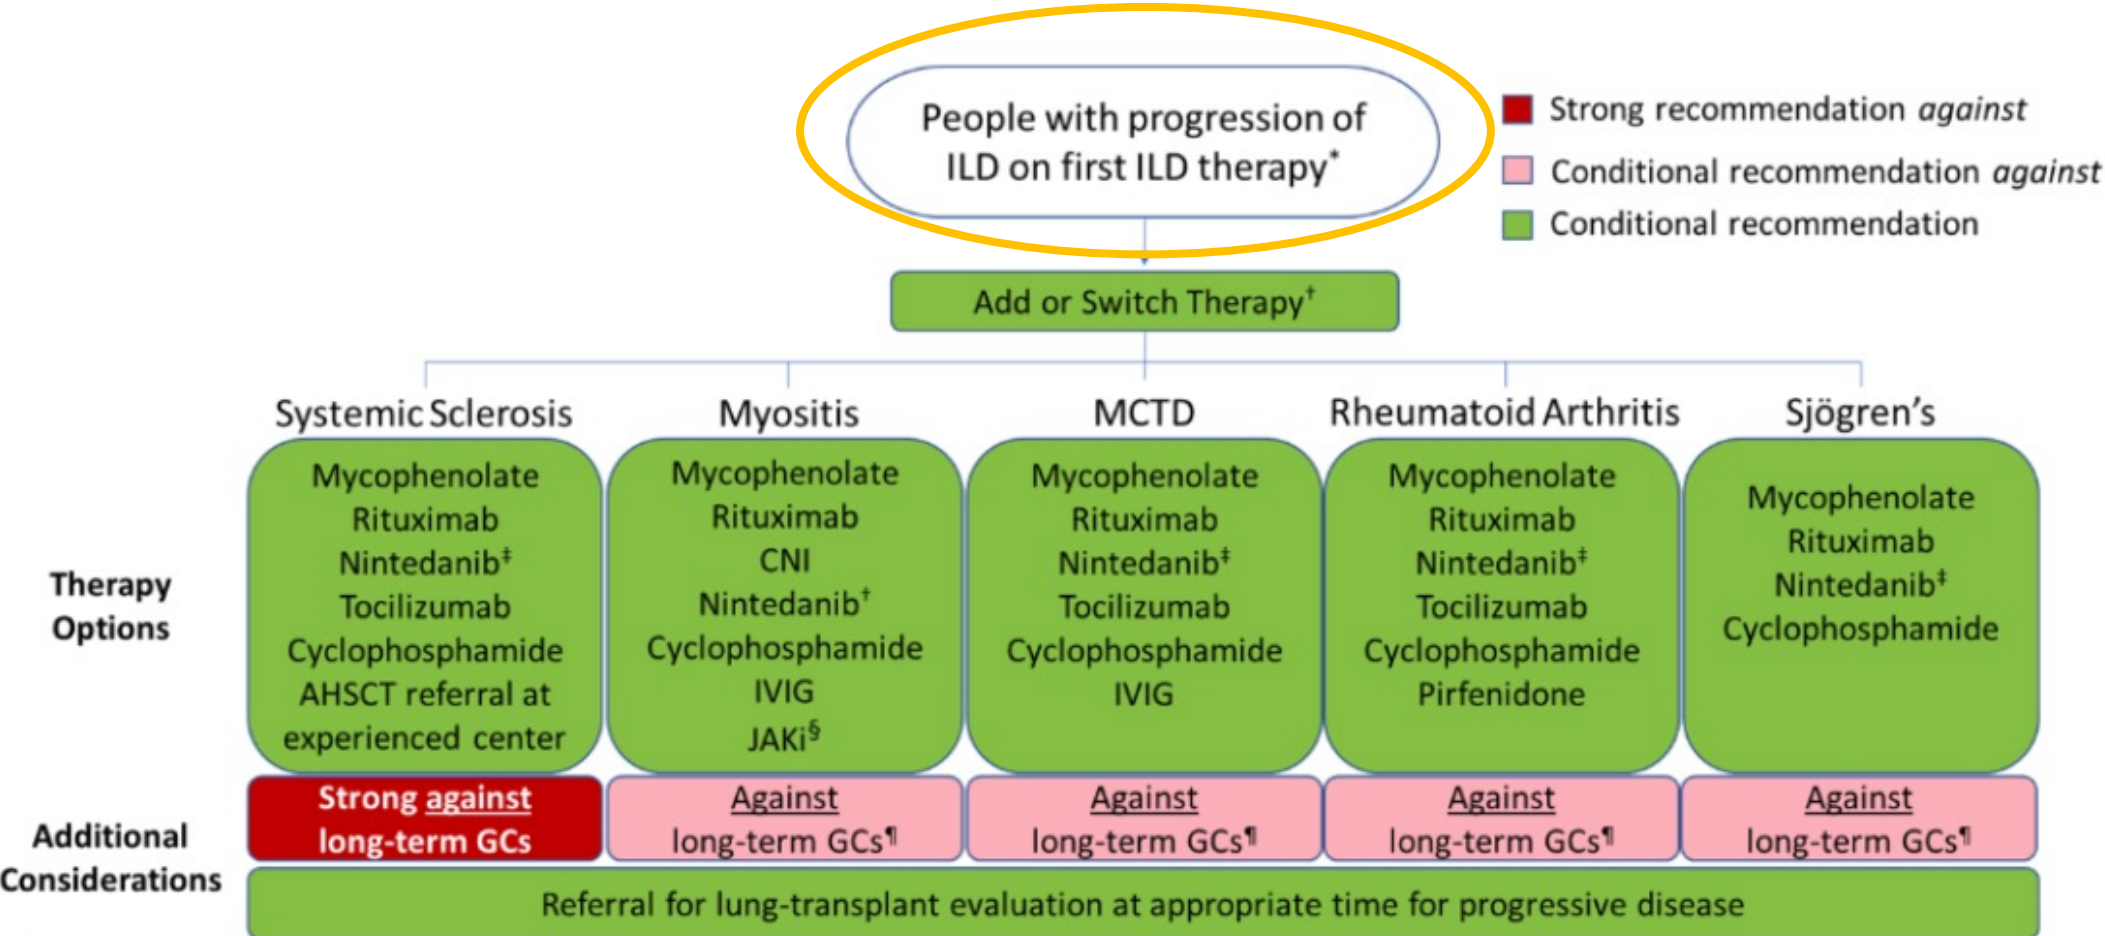 People with progression of
ILD on first ILD therapy*
Strong recommendation against
Conditional recommendation against
Conditional recommendation
Add or Switch Therapy†
Systemic Sclerosis
Myositis
MCTD
Rheumatoid Arthritis
Sjögren's
Therapy
Options
Mycophenolate
Rituximab
Nintedanib‡
Tocilizumab
Cyclophosphamide
AHSCT referral at
experienced center
Mycophenolate
Rituximab
CNI
Nintedanib†
Cyclophosphamide
IVIG
JAKi§
Mycophenolate
Rituximab
Nintedanib‡
Tocilizumab
Cyclophosphamide
IVIG
Mycophenolate
Rituximab
Nintedanib‡
Tocilizumab
Cyclophosphamide
Pirfenidone
Mycophenolate
Rituximab
Nintedanib‡
Cyclophosphamide
Additional
Considerations
Strong against
long-term GCs
Against
long-term GCs¶
Against
long-term GCs¶
Against
long-term GCs¶
Against
long-term GCs¶
Referral for lung-transplant evaluation at appropriate time for progressive disease